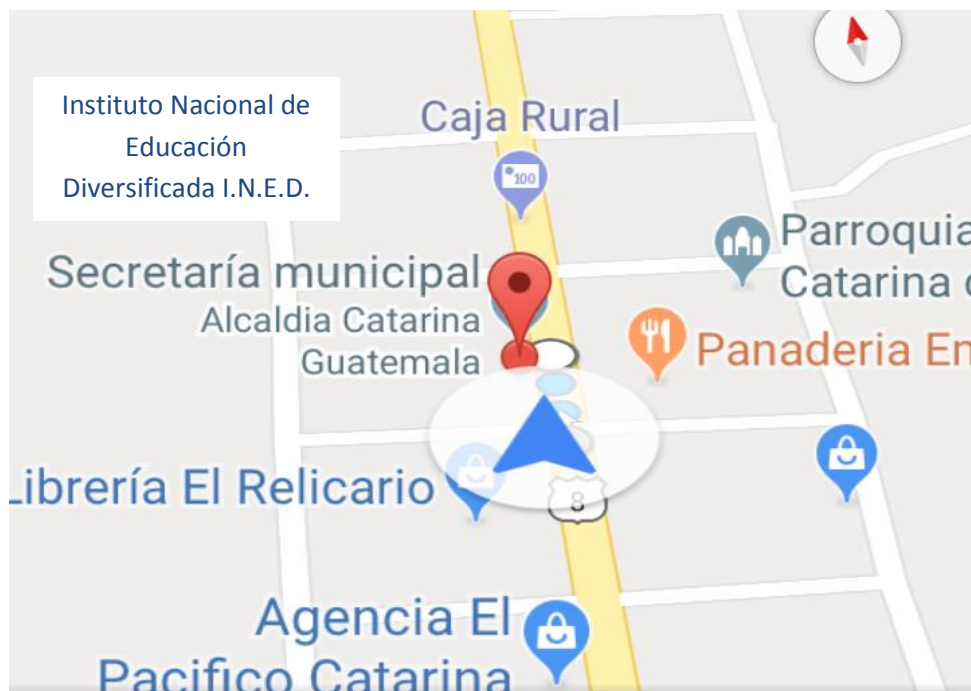 Instituto Nacional de
Educación
Diversificada I.N.E.D.
Caja Rural
100
Parroquia
Catarina
Secretaría municipal
Alcaldia Catarina
Guatemala
Panaderia En
Librería El Relicario
8
Agencia El
Pacifico Catarina